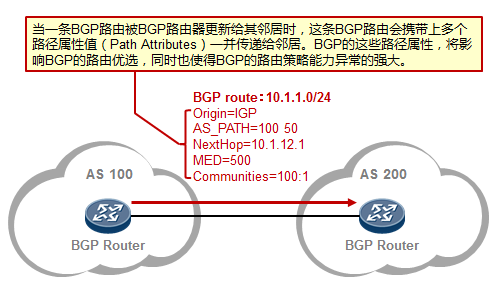 当一条BGP路由被BGP路由器更新给其邻居时，这条BGP路由会携带上多个
路径属性值（Path Attributes）一并传递给邻居。BGP的这些路径属性，将影
响BGP的路由优选，同时也使得BGP的路由策略能力异常的强大。
BGP route：10.1.1.0/24
Origin=IGP
AS_PATH=100 50
NextHop=10.1.12.1
MED=500
Communities=100:1
AS 100
AS 200
BGP Router
BGP Router